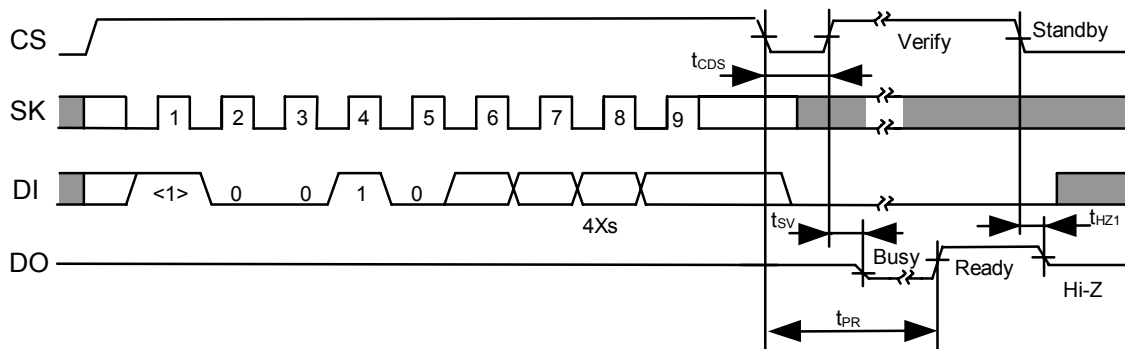 CS
Verify
Standby
tCDS
SK
1 2 3 4 5 6 7 8 9
DI
<1> 0 0 1 0
4Xs
tSV
tHZ1
DO
Busy
Ready
Hi-Z
tPR